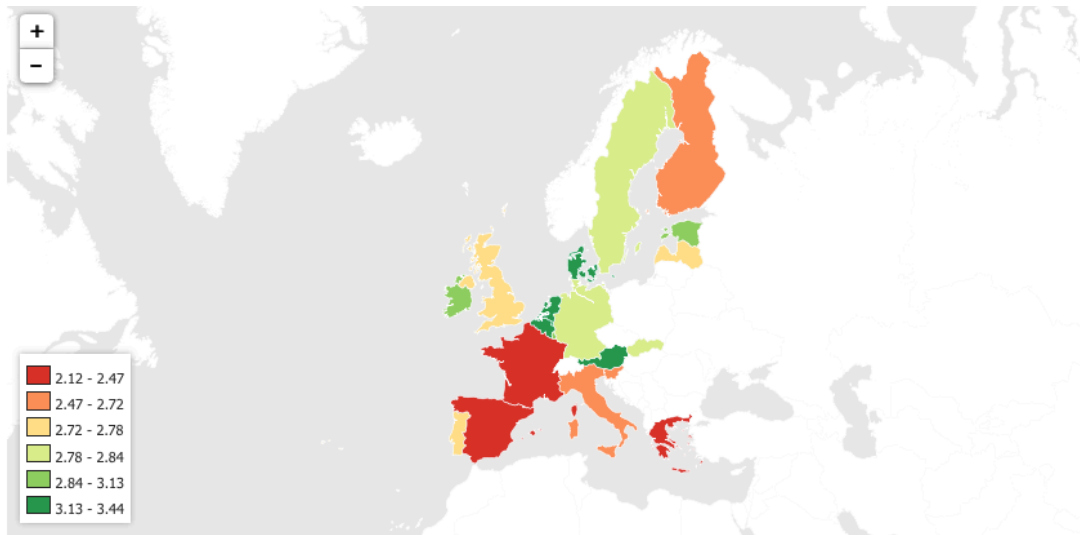 +
−
2.12 - 2.47
2.47 - 2.72
2.72 - 2.78
2.78 - 2.84
2.84 - 3.13
3.13 - 3.44